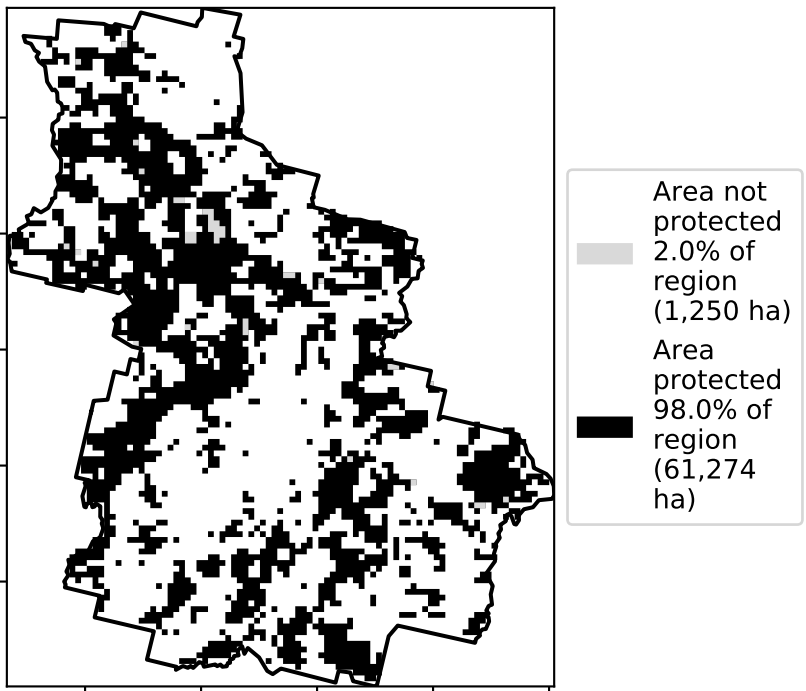 Area not
protected
2.0% of
region
(1,250 ha)
Area
protected
98.0% of
region
(61,274
ha)